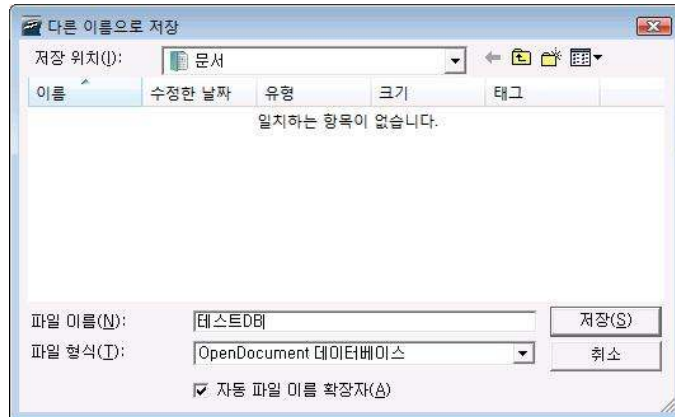 다른 이름으로 저장
저장 위치(I): 문서
이름 수정한 날짜 유형 크기 태그
일치하는 항목이 없습니다.
파일 이름(N): 테스트DB 저장(S)
파일 형식(T): OpenDocument 데이터베이스 취소
자동 파일 이름 확장자(A)